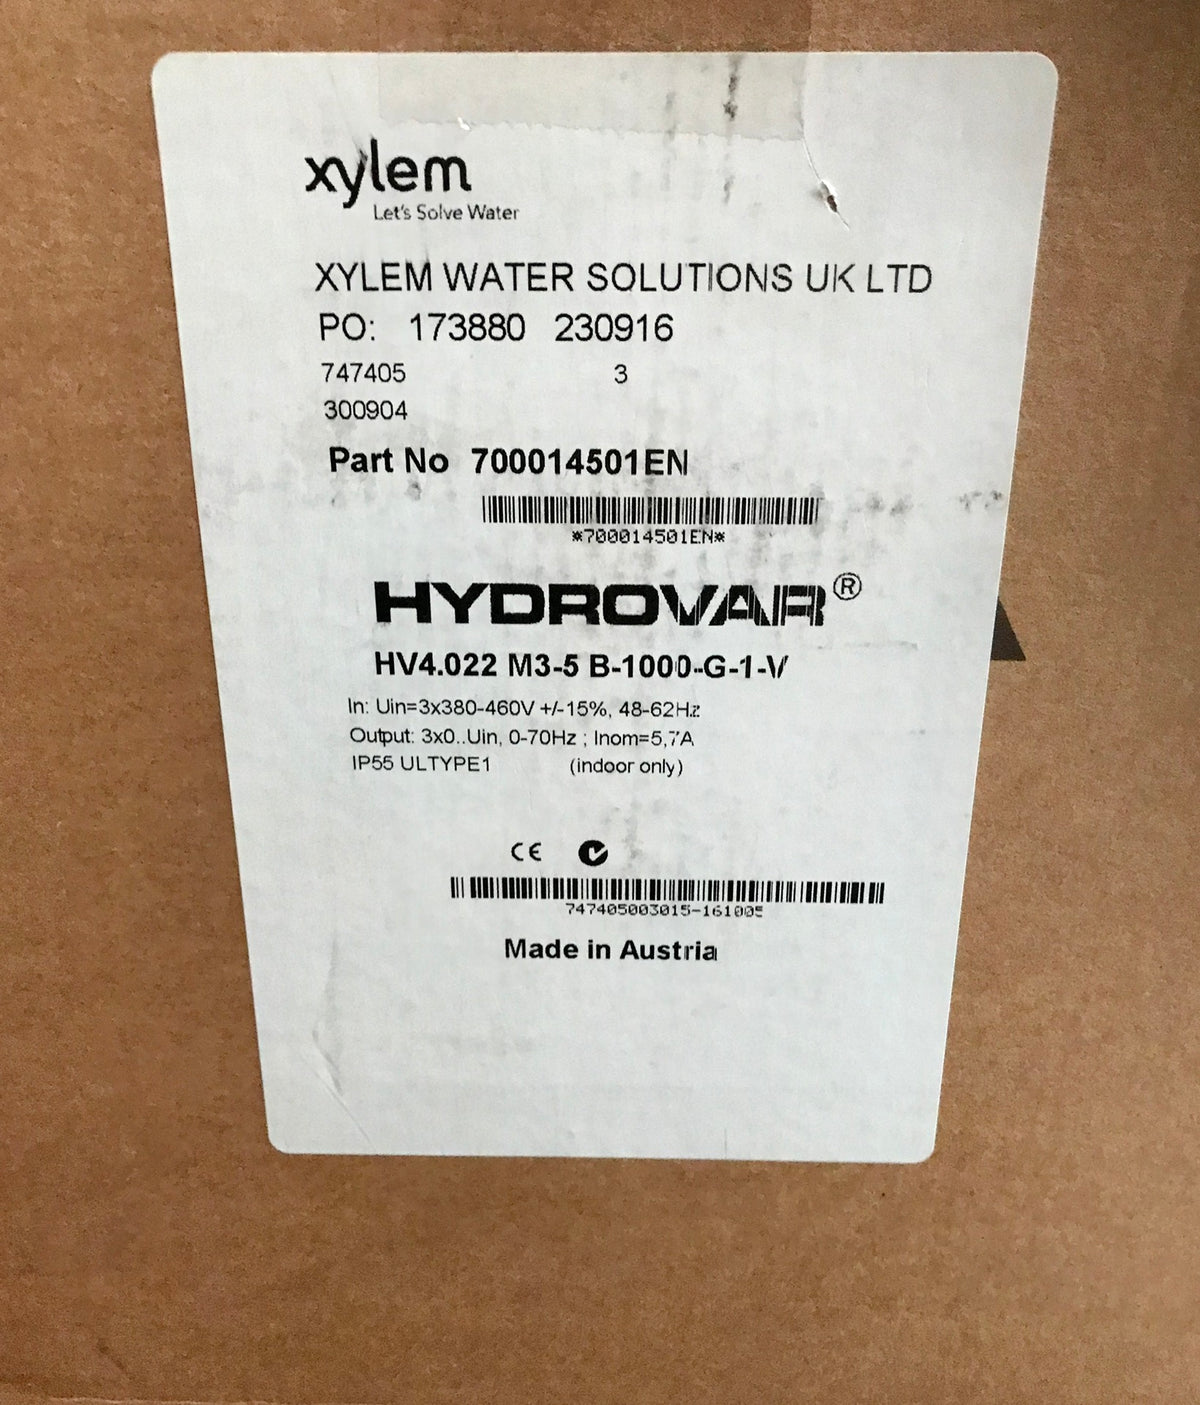 xylem
Let's Solve Water
XYLEM WATER SOLUTIONS UK LTD
PO: 173880 230916
747405 3
300904
Part No 700014501EN
*700014501EN*
HYDROVAR®
HV4.022 M3-5 B-1000-G-1-V
In: Uin=3x380-460V +/-15%, 48-62Hz
Output: 3x0..Uin, 0-70Hz ; Inom=5,7A
IP55 ULTYPE1 (indoor only)
CE
747405003015-161005
Made in Austria